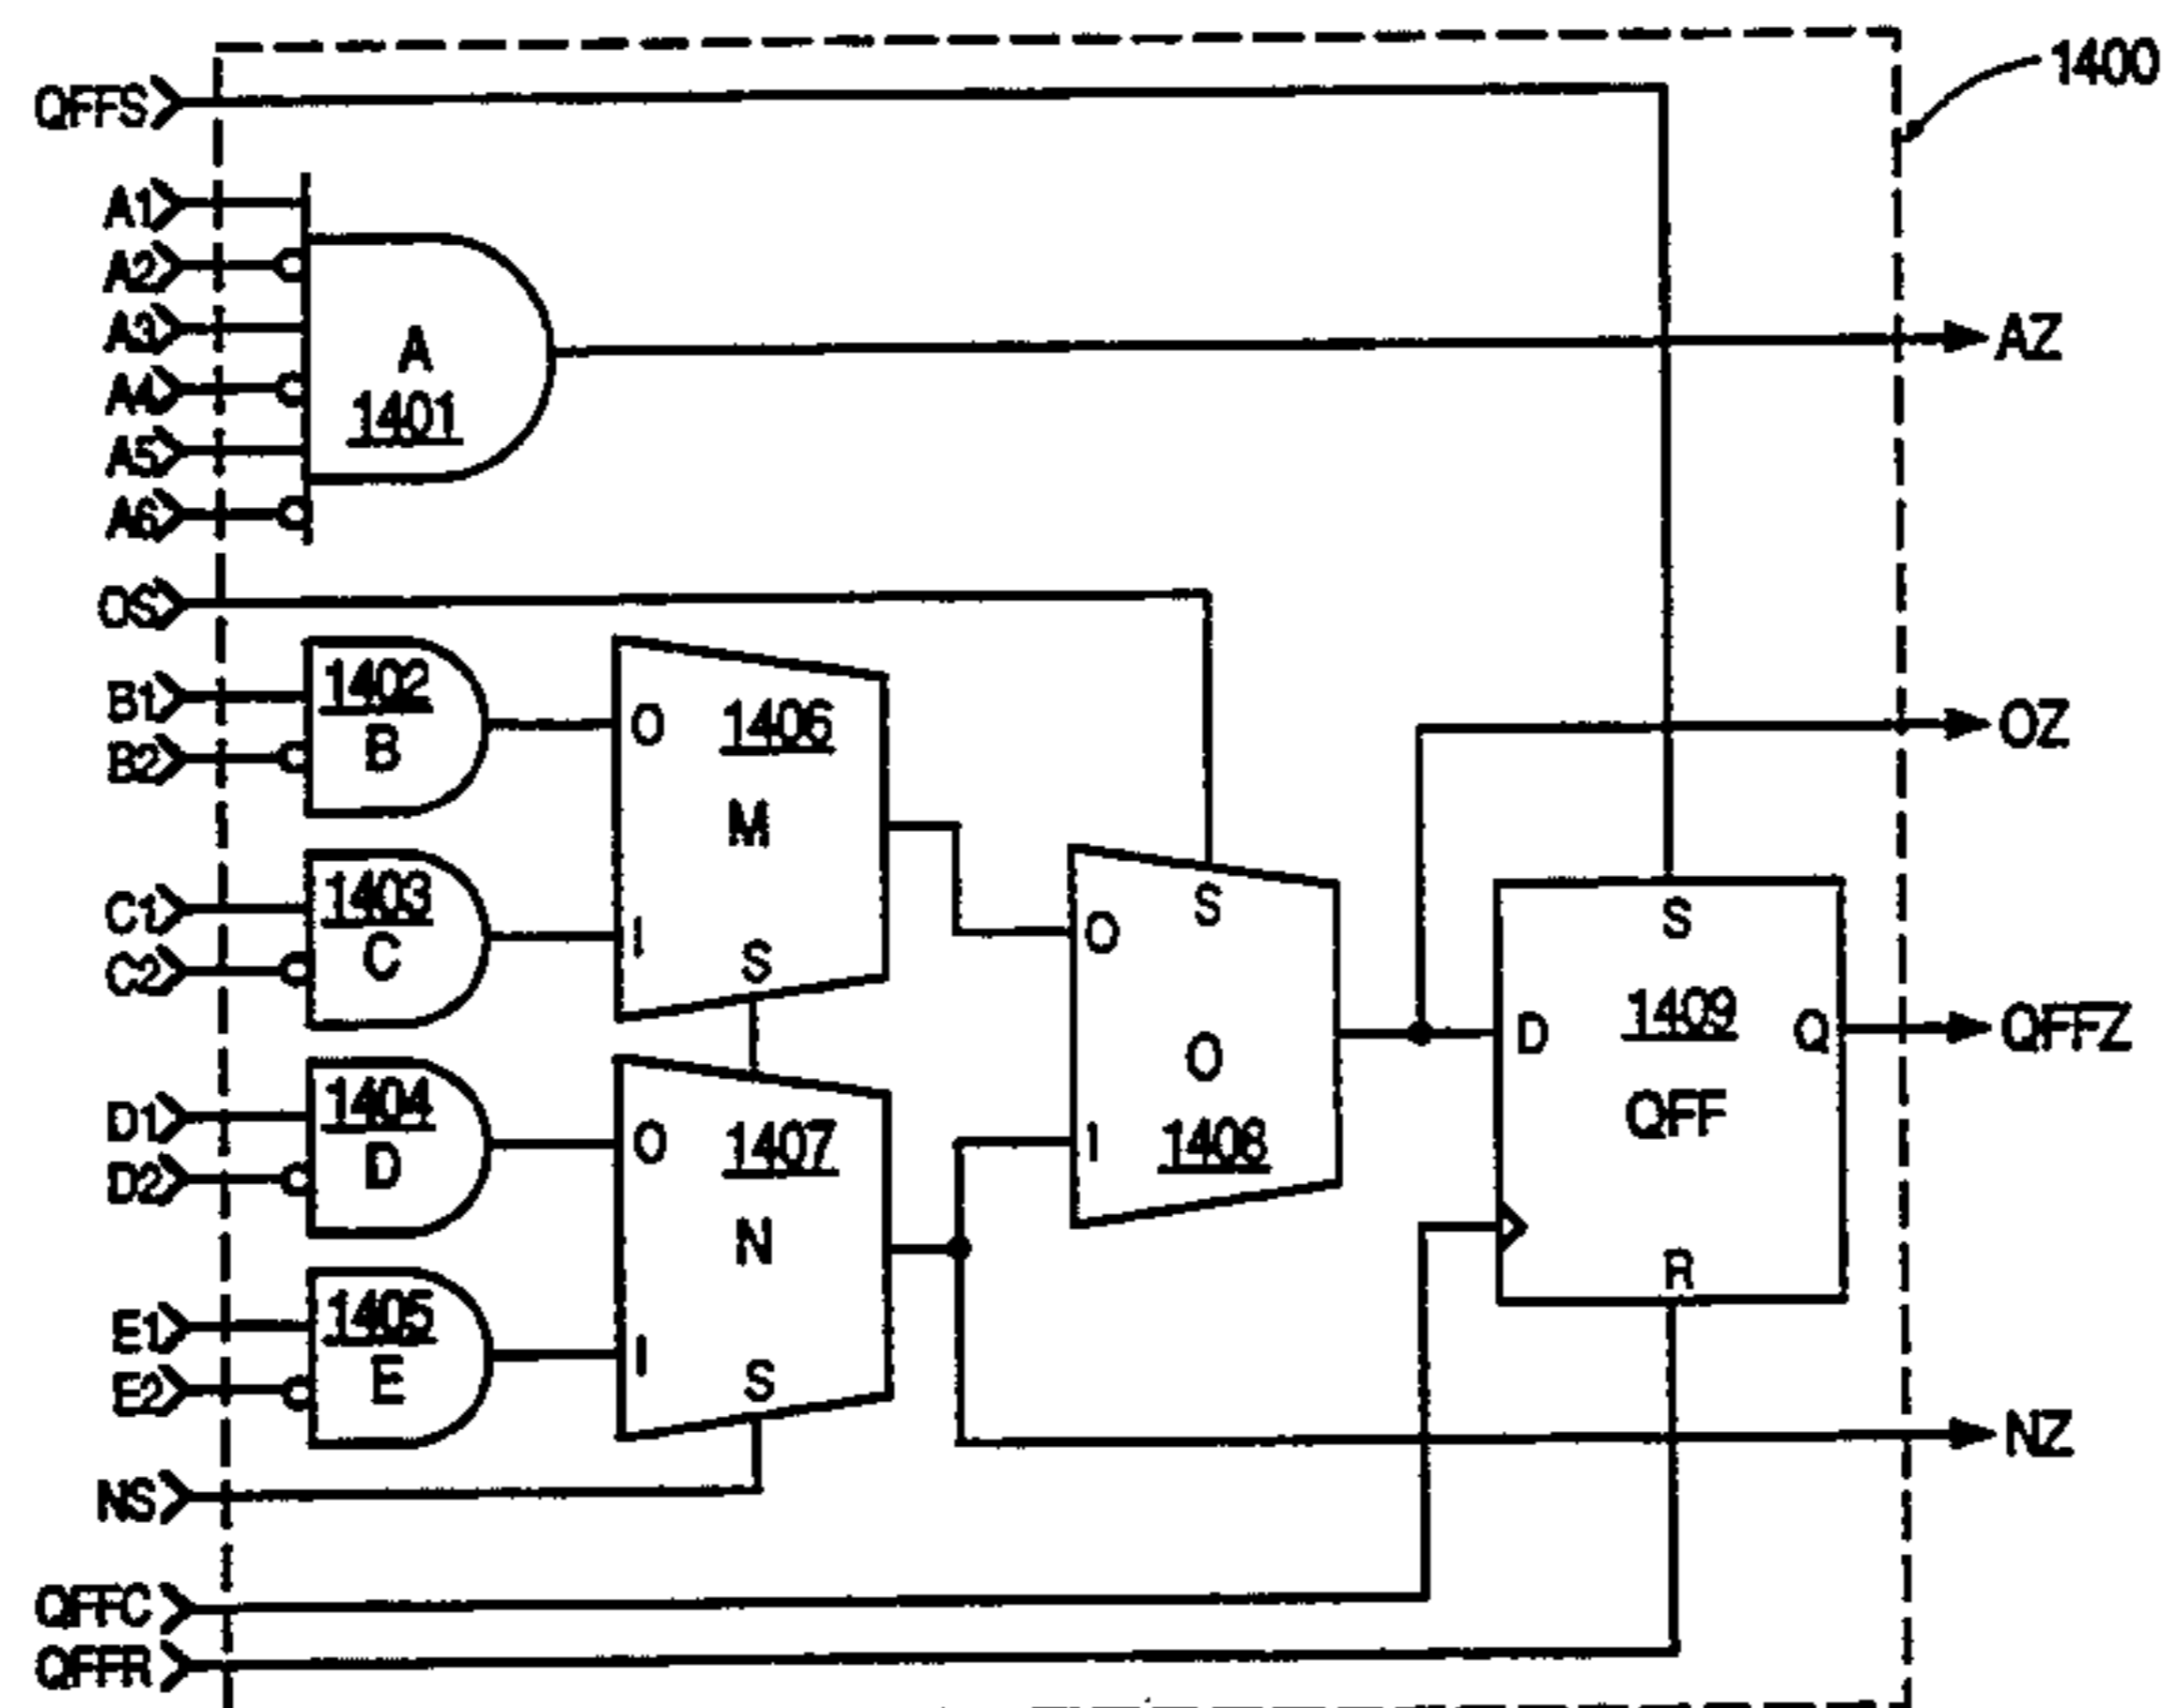 1400
QFFS
A1
A2
A3
A4
A5
A6
A
1401
AZ
OS
B1
B2
1402
B
C1
C2
1403
C
D1
D2
1404
D
E1
E2
1405
E
O
1406
M
I
S
O
1407
N
I
S
S
O
O
I
1408
OZ
S
D
1409
Q
QFF
R
QFFZ
NZ
NS
QFFC
QFFR